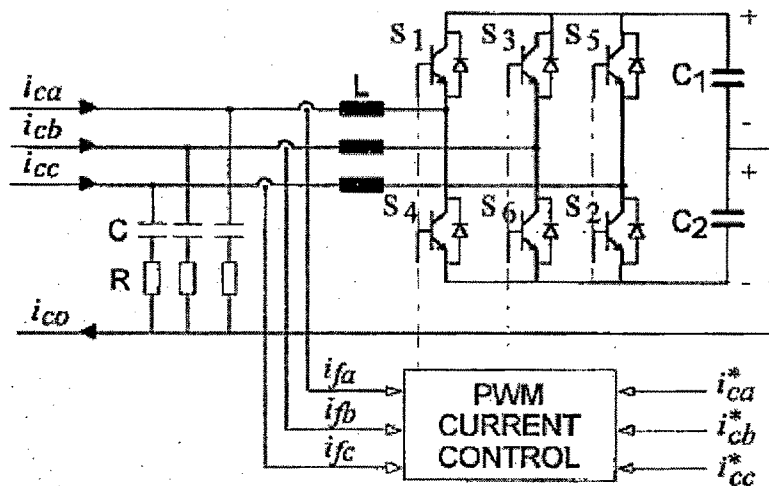 S1 S3 S5 +
L C1
ica
icb -
icc +
S4 S6 S2
C C2
R -
ico
ifa PWM i*ca
ifb CURRENT i*cb
ifc CONTROL i*cc